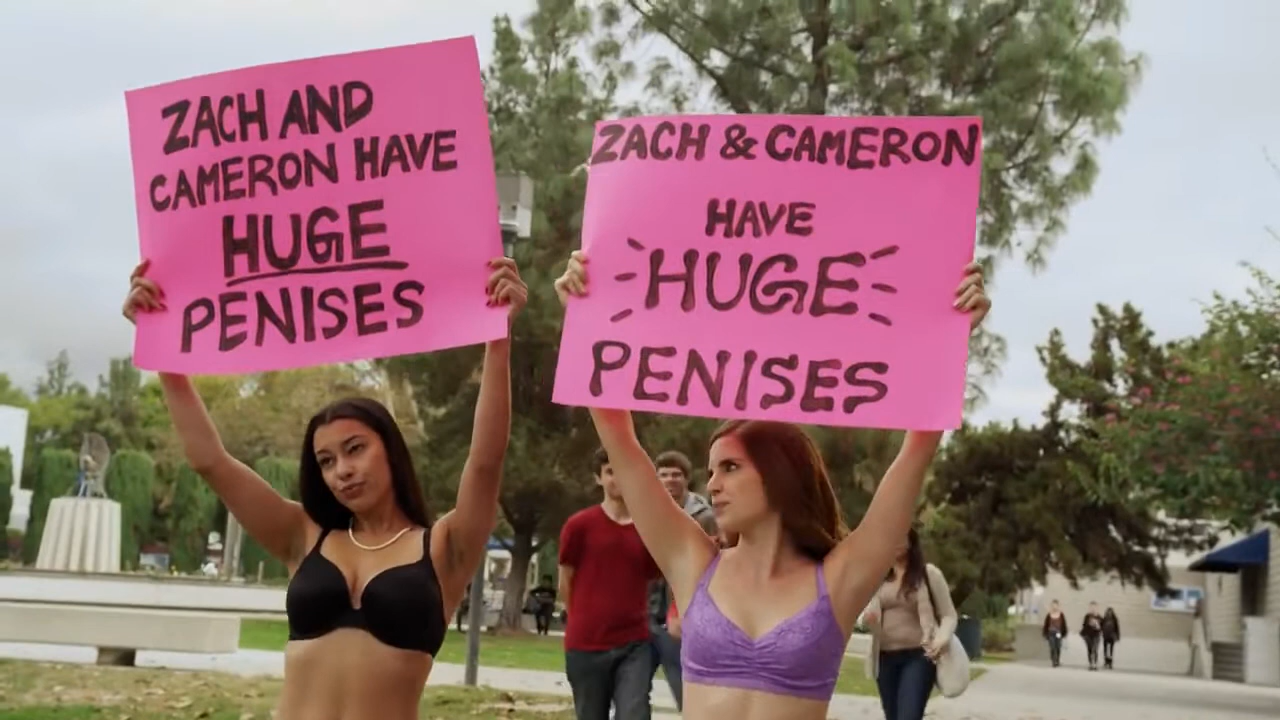 ZACH AND
CAMERON HAVE
HUGE
PENISES
ZACH & CAMERON
HAVE
HUGE
PENISES